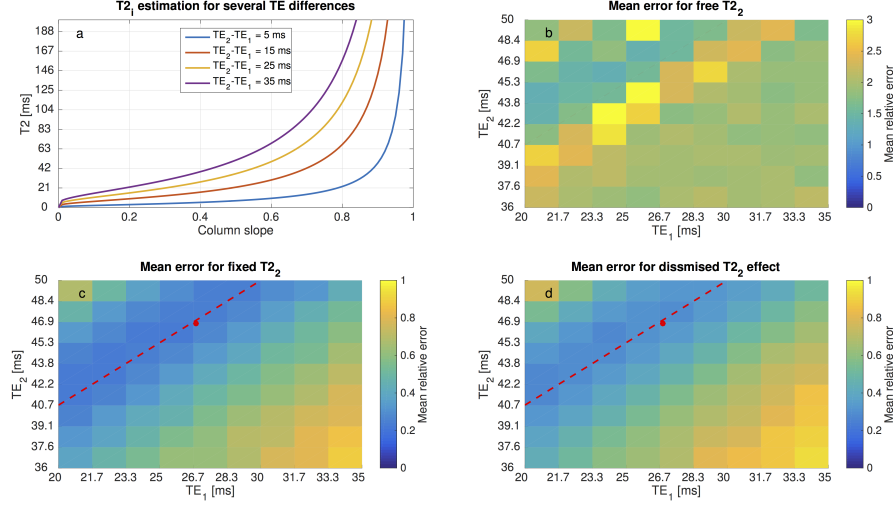 T2i estimation for several TE differences
a
TE2-TE1 = 5 ms
TE2-TE1 = 15 ms
TE2-TE1 = 25 ms
TE2-TE1 = 35 ms
T2 [ms]
188
167
146
125
104
83
63
42
21
0
0 0.2 0.4 0.6 0.8 1
Column slope
Mean error for free T22
b
TE2 [ms]
50
48.4
46.9
45.3
43.8
42.2
40.7
39.1
37.6
36
20 21.7 23.3 25 26.7 28.3 30 31.7 33.3 35
TE1 [ms]
3
2.5
2
1.5
1
0.5
0
Mean relative error
Mean error for fixed T22
c
TE2 [ms]
50
48.4
46.9
45.3
43.8
42.2
40.7
39.1
37.6
36
20 21.7 23.3 25 26.7 28.3 30 31.7 33.3 35
TE1 [ms]
1
0.8
0.6
0.4
0.2
0
Mean relative error
Mean error for dissmised T22 effect
d
TE2 [ms]
50
48.4
46.9
45.3
43.8
42.2
40.7
39.1
37.6
36
20 21.7 23.3 25 26.7 28.3 30 31.7 33.3 35
TE1 [ms]
1
0.8
0.6
0.4
0.2
0
Mean relative error